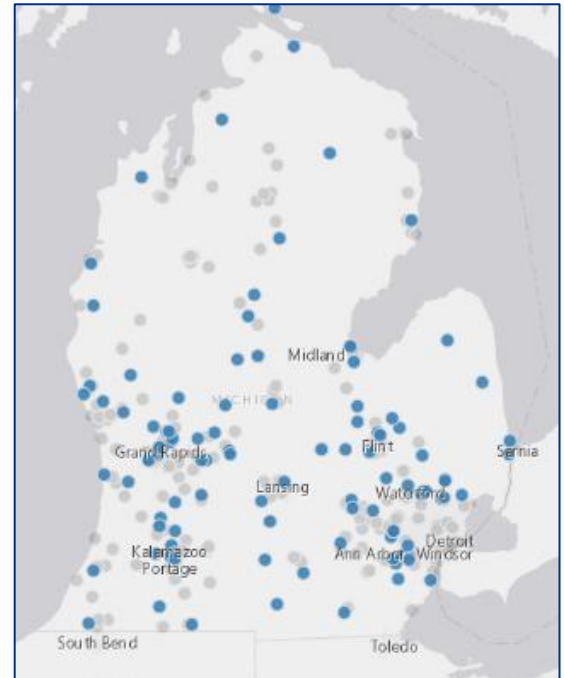 Midland
MICHIGAN
Grand Rapids
Flint
Sarnia
Lansing
Waterford
Kalamazoo
Portage
Ann Arbor
Detroit
Windsor
South Bend
Toledo